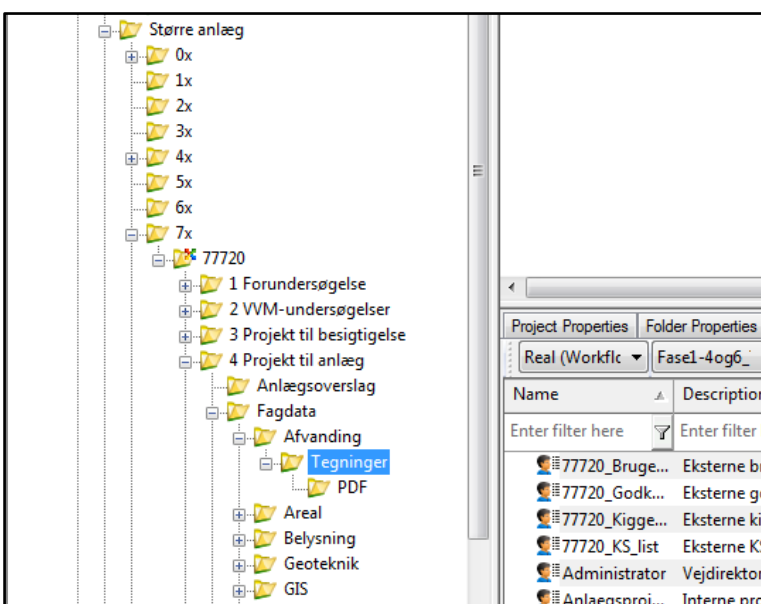 Større anlæg
0x
1x
2x
3x
4x
5x
6x
7x
77720
1 Forundersøgelse
2 VVM-undersøgelser
3 Projekt til besigtigelse
4 Projekt til anlæg
Anlægsoverslag
Fagdata
Afvanding
Tegninger
PDF
Areal
Belysning
Geoteknik
GIS
Project Properties Folder Properties
Real (Workflc Fase1-4og6_
Name Description
Enter filter here Enter filter
77720_Bruge... Eksterne b
77720_Godk... Eksterne g
77720_Kigge... Eksterne ki
77720_KS_list Eksterne KS
Administrator Vejdirektor
Anlaegsproj... Interne pro